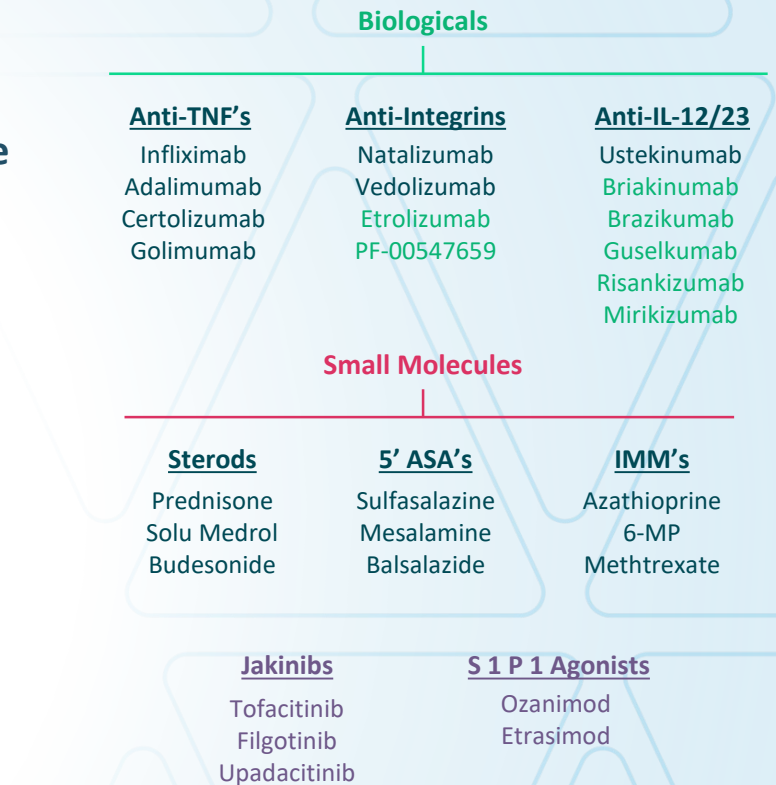 Biologicals
e
Anti-TNF's
Infliximab
Adalimumab
Certolizumab
Golimumab
Anti-Integrins
Natalizumab
Vedolizumab
Etrolizumab
PF-00547659
Anti-IL-12/23
Ustekinumab
Briakinumab
Brazikumab
Guselkumab
Risankizumab
Mirikizumab
Small Molecules
Sterods
Prednisone
Solu Medrol
Budesonide
5' ASA's
Sulfasalazine
Mesalamine
Balsalazide
IMM's
Azathioprine
6-MP
Methtrexate
Jakinibs
Tofacitinib
Filgotinib
Upadacitinib
S 1 P 1 Agonists
Ozanimod
Etrasimod